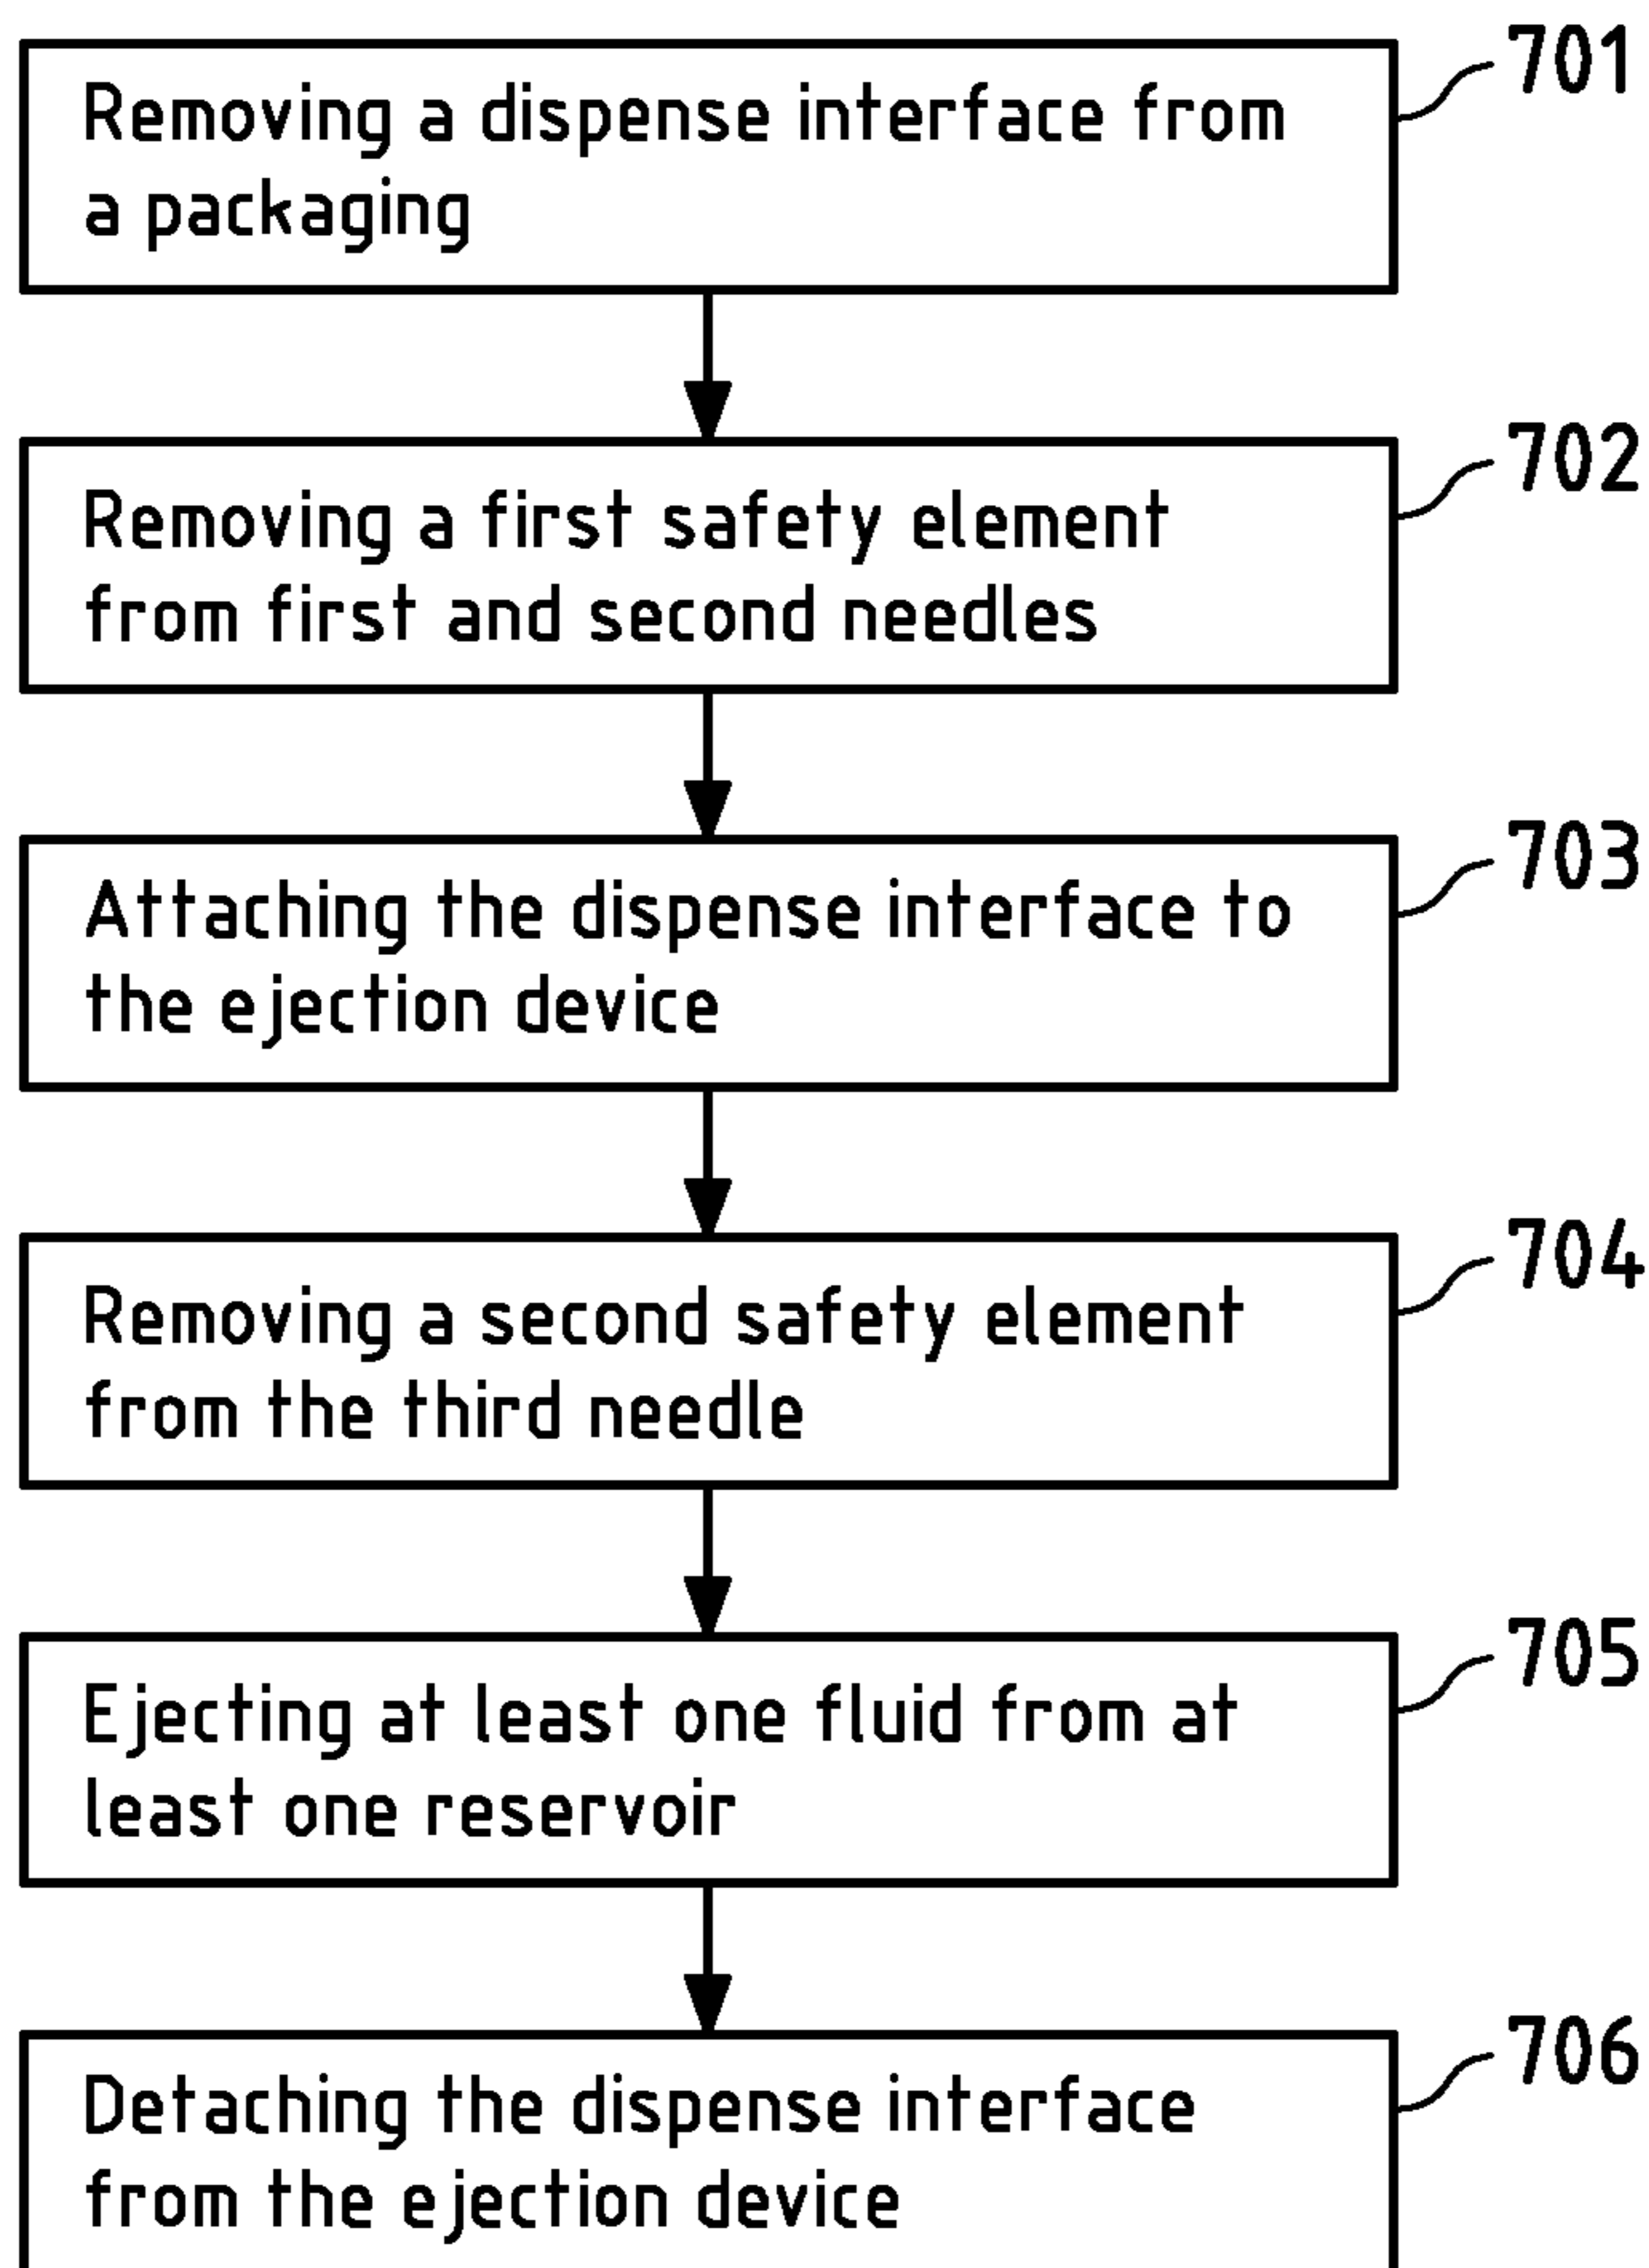 701
Removing a dispense interface from
a packaging
702
Removing a first safety element
from first and second needles
703
Attaching the dispense interface to
the ejection device
704
Removing a second safety element
from the third needle
705
Ejecting at least one fluid from at
least one reservoir
706
Detaching the dispense interface
from the ejection device